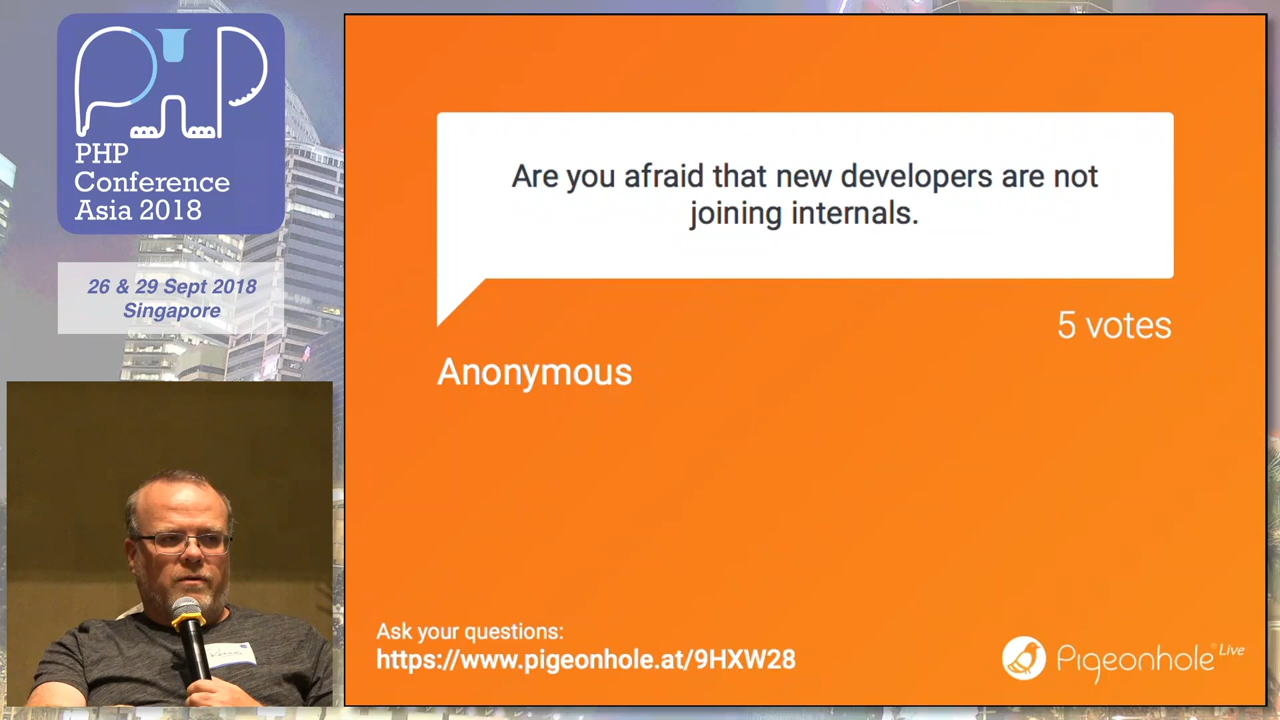 PHP
Conference
Asia 2018
26 & 29 Sept 2018
Singapore
Are you afraid that new developers are not
joining internals.
5 votes
Anonymous
Ask your questions:
https://www.pigeonhole.at/9HXW28
Pigeonhole Live